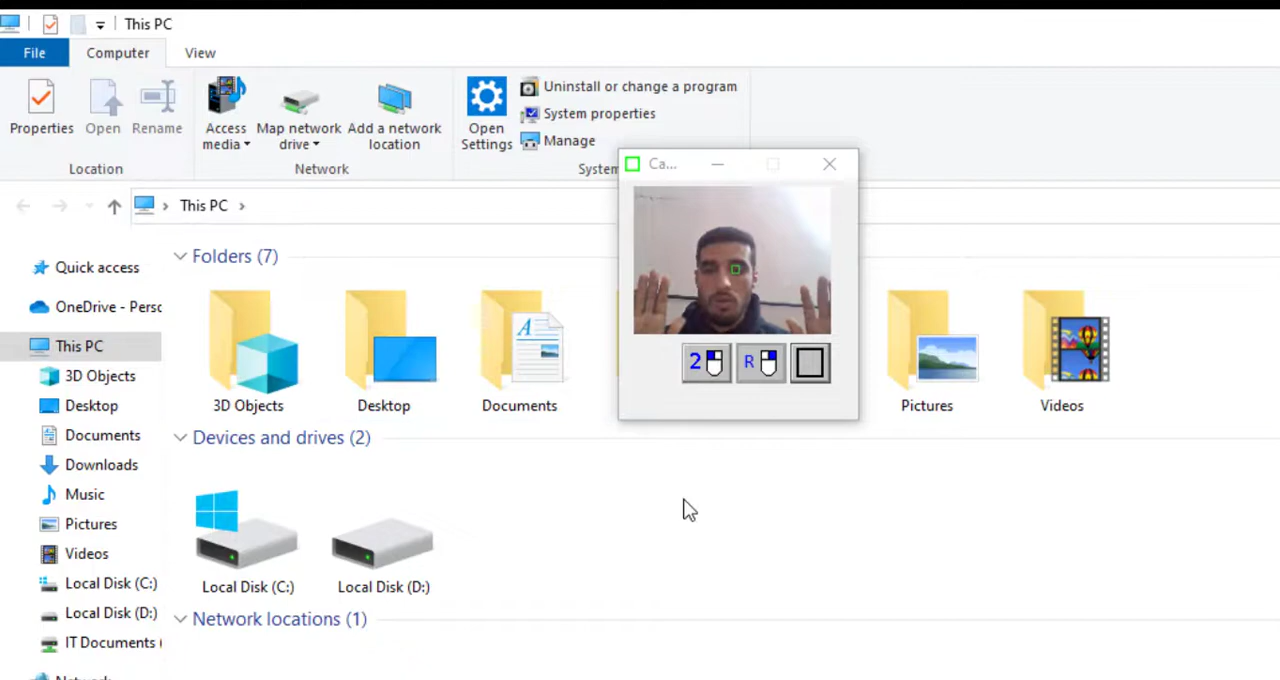 This PC
File
Computer
View
Properties
Open
Rename
Access media
Map network drive
Add a network location
Open Settings
Uninstall or change a program
System properties
Manage
Location
Network
System
Ca...
This PC
Quick access
OneDrive - Perso
This PC
3D Objects
Desktop
Documents
Downloads
Music
Pictures
Videos
Local Disk (C:)
Local Disk (D:)
IT Documents (
Folders (7)
3D Objects
Desktop
Documents
Pictures
Videos
2
R
Devices and drives (2)
Local Disk (C:)
Local Disk (D:)
Network locations (1)